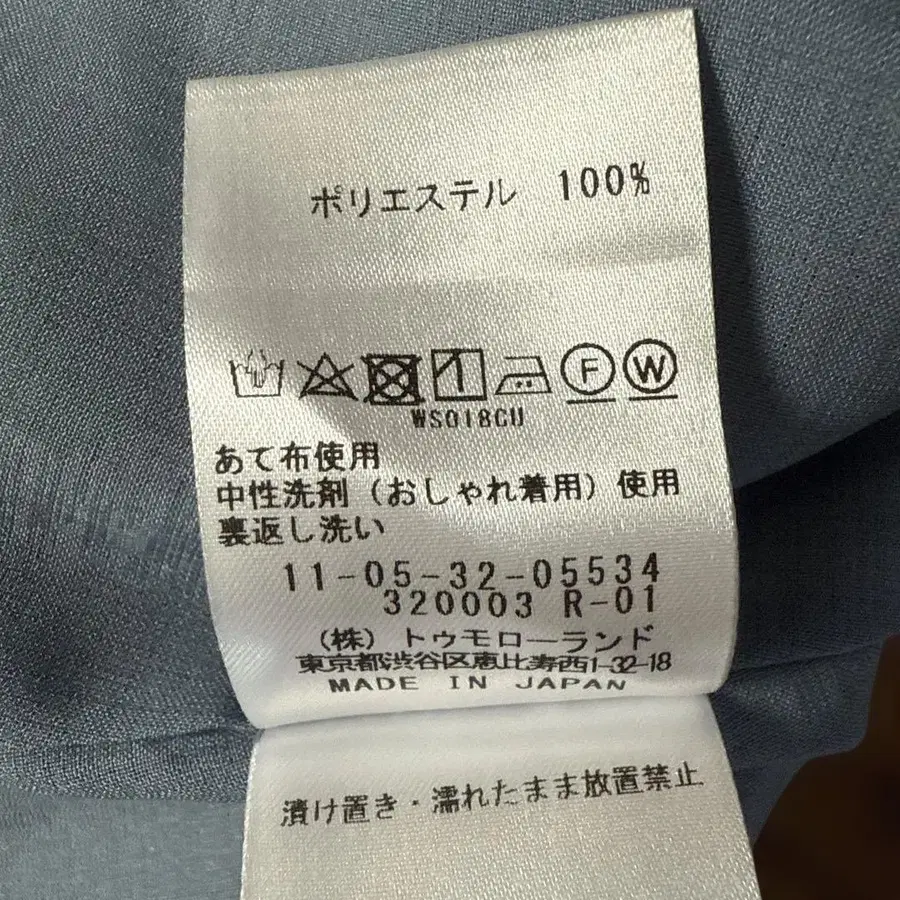 ポリエステル 100%
F W
WS018CU
あて布使用
中性洗剤（おしゃれ着用）使用
裏返し洗い
11-05-32-05534
320003 R-01
（株）トゥモローランド
東京都渋谷区恵比寿西1-32-18
MADE IN JAPAN
漬け置き・濡れたまま放置禁止